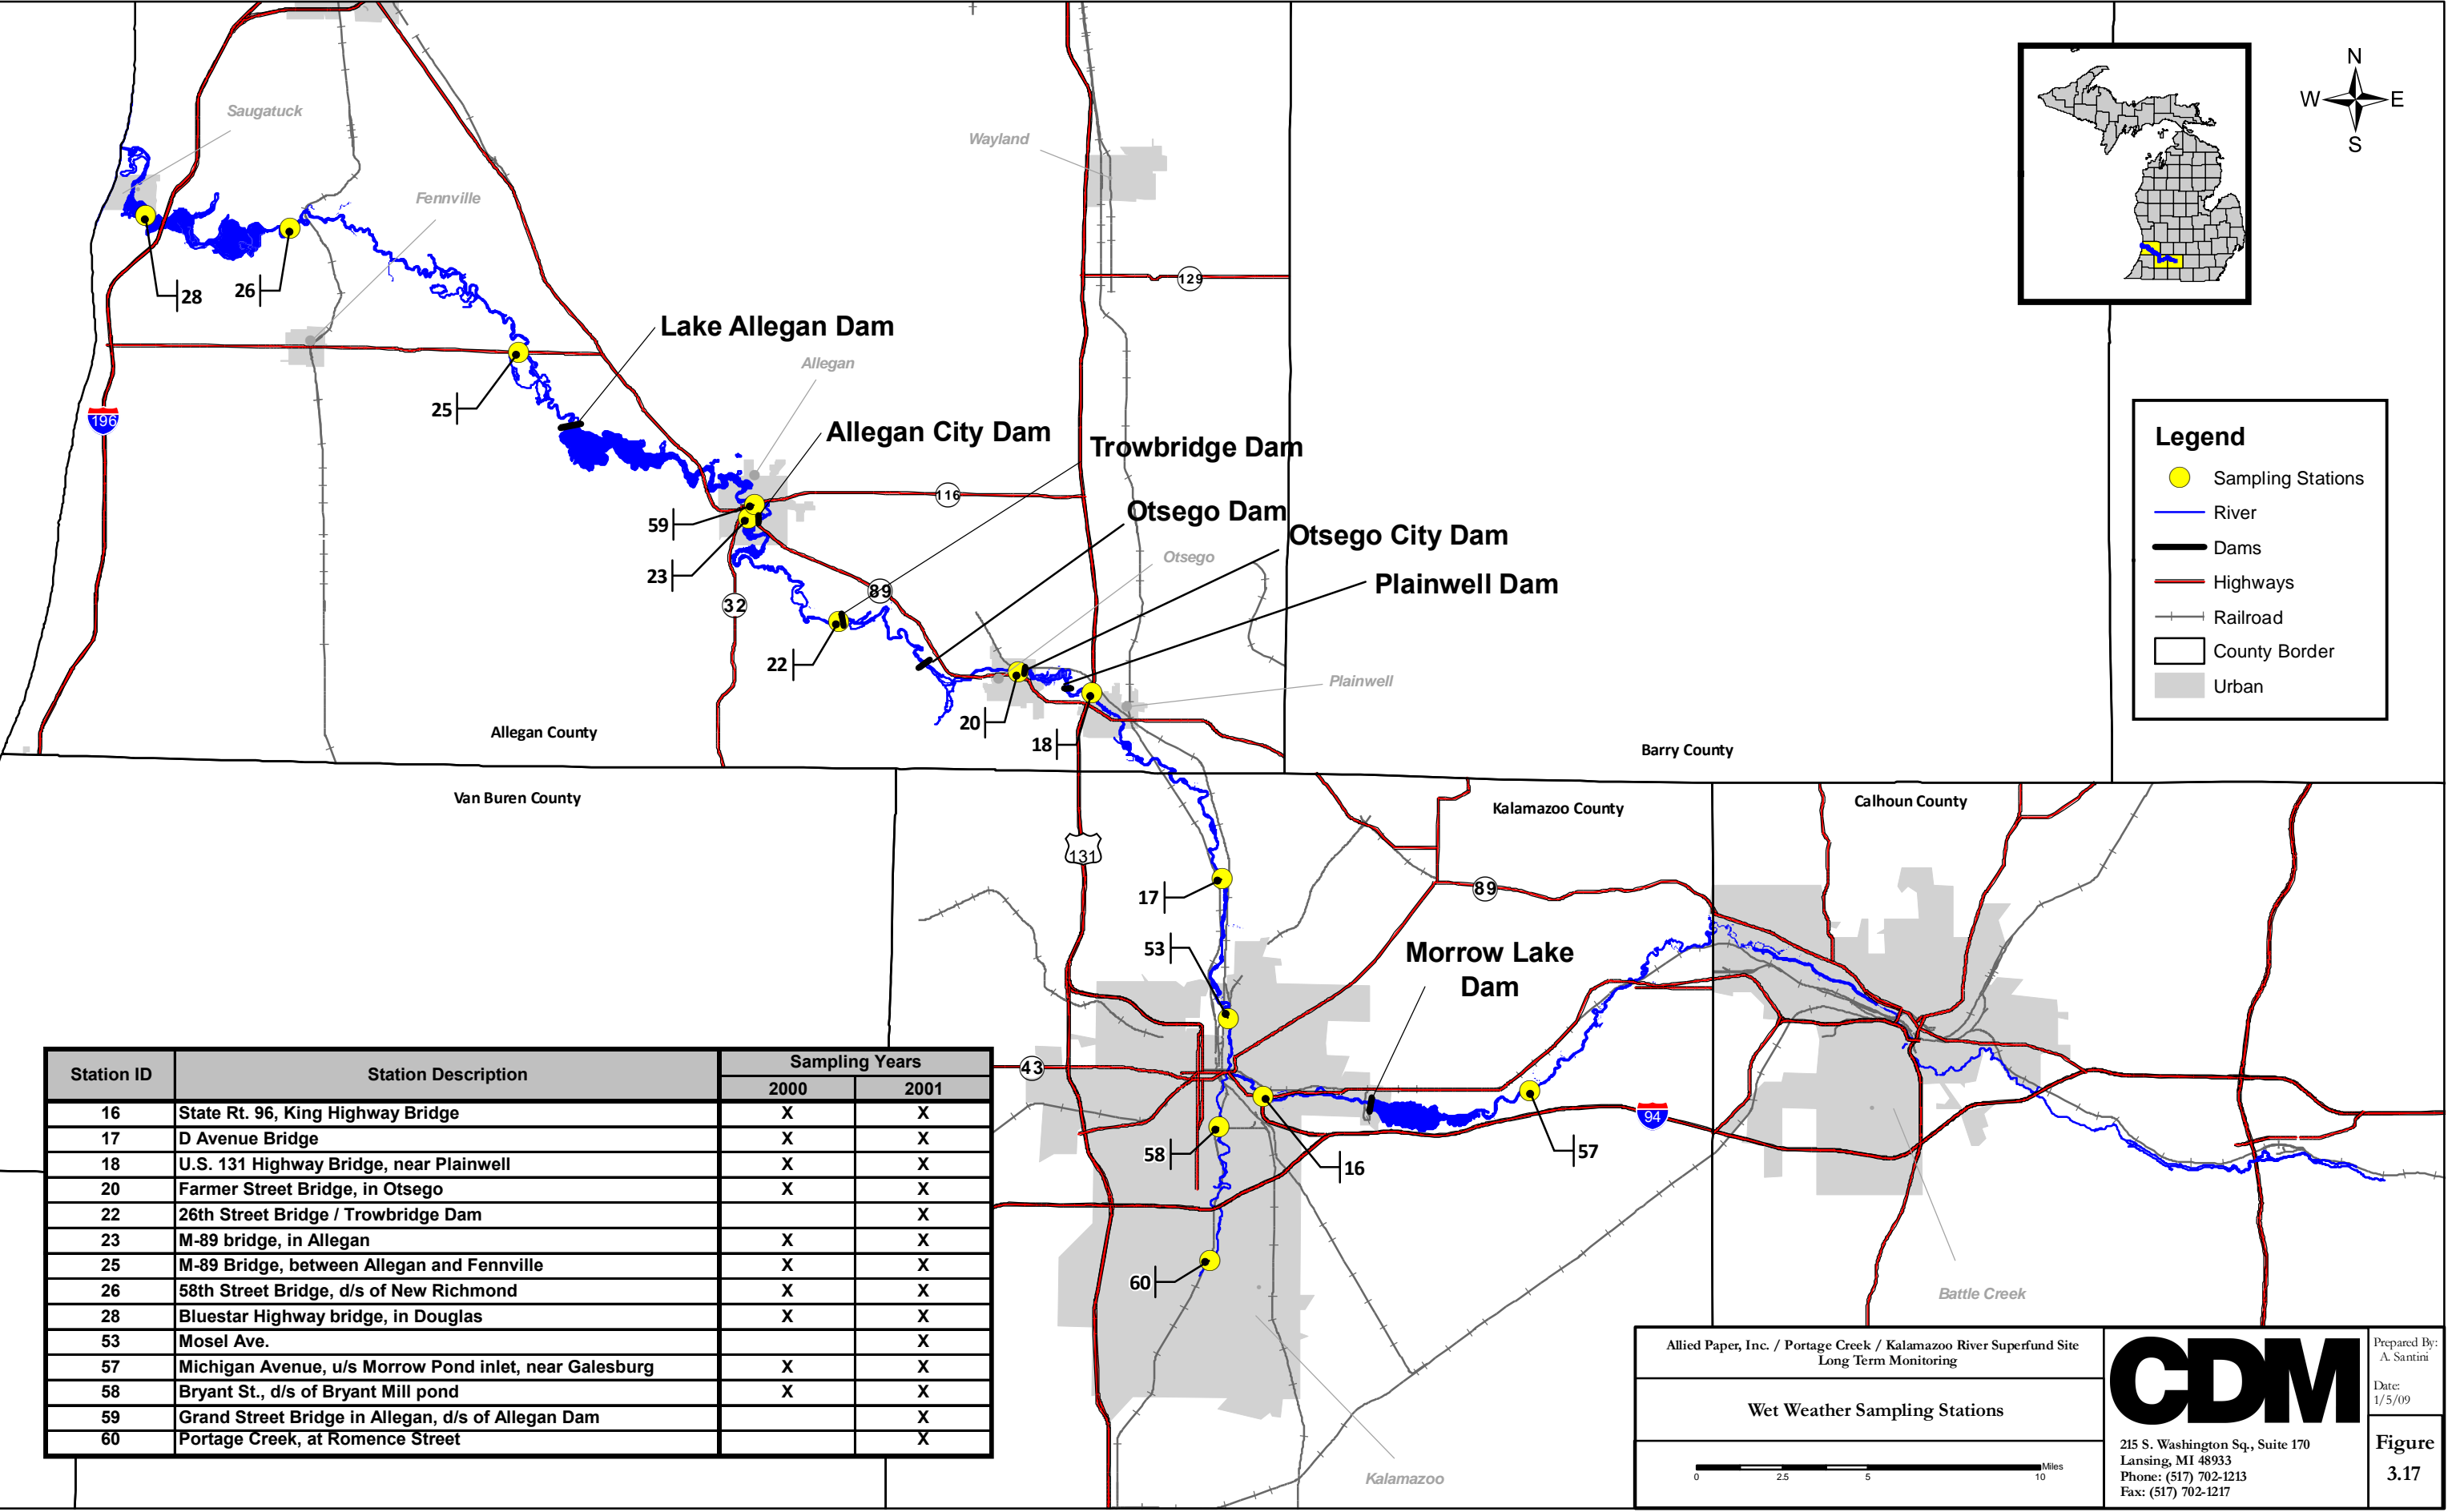 Saugatuck
Wayland
Fennville
28
26
129
Lake Allegan Dam
Allegan
25
196
Allegan City Dam
Trowbridge Dam
116
Otsego Dam
59
Otsego City Dam
Otsego
23
Plainwell Dam
89
32
22
Plainwell
20
18
Allegan County
Barry County
Van Buren County
Kalamazoo County
Calhoun County
131
17
89
53
Morrow Lake
Dam
43
94
58
16
57
60
Battle Creek
Kalamazoo
N
W E
S
Legend
Sampling Stations
River
Dams
Highways
Railroad
County Border
Urban
Station ID Station Description Sampling Years
2000 2001
16 State Rt. 96, King Highway Bridge X X
17 D Avenue Bridge X X
18 U.S. 131 Highway Bridge, near Plainwell X X
20 Farmer Street Bridge, in Otsego X X
22 26th Street Bridge / Trowbridge Dam X
23 M-89 bridge, in Allegan X X
25 M-89 Bridge, between Allegan and Fennville X X
26 58th Street Bridge, d/s of New Richmond X X
28 Bluestar Highway bridge, in Douglas X X
53 Mosel Ave. X
57 Michigan Avenue, u/s Morrow Pond inlet, near Galesburg X X
58 Bryant St., d/s of Bryant Mill pond X X
59 Grand Street Bridge in Allegan, d/s of Allegan Dam X
60 Portage Creek, at Romence Street X
Allied Paper, Inc. / Portage Creek / Kalamazoo River Superfund Site
Long Term Monitoring
Wet Weather Sampling Stations
Miles
0 2.5 5 10
CDM
215 S. Washington Sq., Suite 170
Lansing, MI 48933
Phone: (517) 702-1213
Fax: (517) 702-1217
Prepared By:
A. Santini
Date:
1/5/09
Figure
3.17